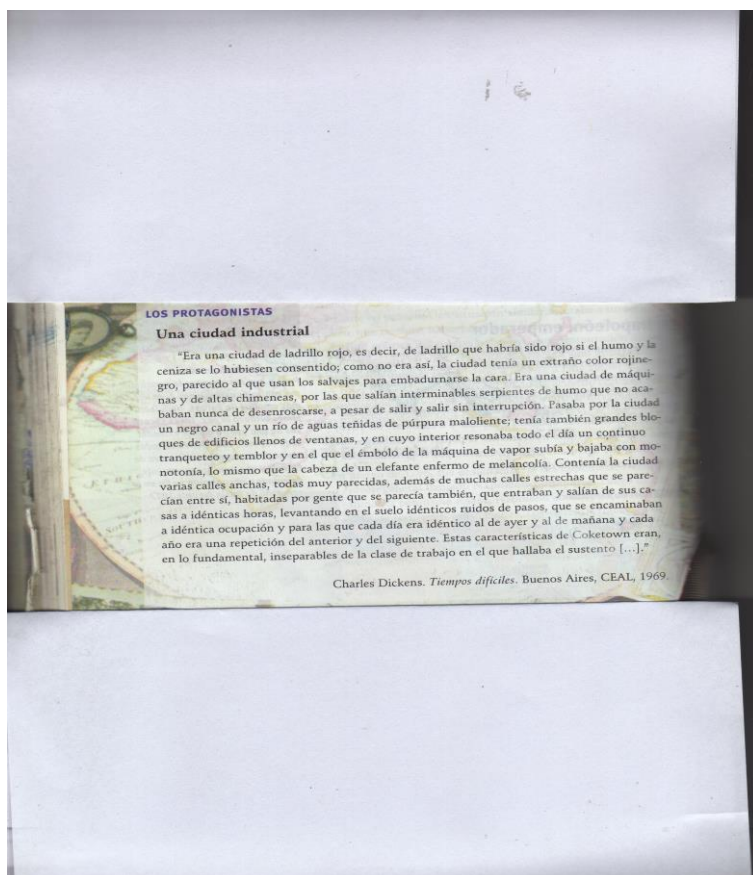 LOS PROTAGONISTAS
Una ciudad industrial
“Era una ciudad de ladrillo rojo, es decir, de ladrillo que habría sido rojo si el humo y la
ceniza se lo hubiesen consentido; como no era así, la ciudad tenía un extraño color rojine-
gro, parecido al que usan los salvajes para embadurnarse la cara. Era una ciudad de máqui-
nas y de altas chimeneas, por las que salían interminables serpientes de humo que no aca-
baban nunca de desenroscarse, a pesar de salir y salir sin interrupción. Pasaba por la ciudad
un negro canal y un río de aguas teñidas de púrpura maloliente; tenía también grandes blo-
ques de edificios llenos de ventanas, y en cuyo interior resonaba todo el día un continuo
tranqueteo y temblor y en el que el émbolo de la máquina de vapor subía y bajaba con mo-
notonía, lo mismo que la cabeza de un elefante enfermo de melancolía. Contenía la ciudad
varias calles anchas, todas muy parecidas, además de muchas calles estrechas que se pare-
cían entre sí, habitadas por gente que se parecía también, que entraban y salían de sus ca-
sas a idénticas horas, levantando en el suelo idénticos ruidos de pasos, que se encaminaban
a idéntica ocupación y para las que cada día era idéntico al de ayer y al de mañana y cada
año era una repetición del anterior y del siguiente. Estas características de Coketown eran,
en lo fundamental, inseparables de la clase de trabajo en el que hallaba el sustento [...].”
Charles Dickens. Tiempos difíciles. Buenos Aires, CEAL, 1969.